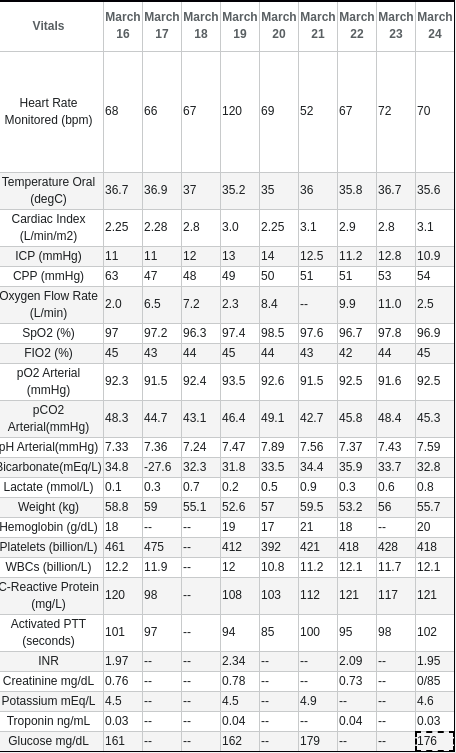 Vitals March 16 March 17 March 18 March 19 March 20 March 21 March 22 March 23 March 24
Heart Rate Monitored (bpm) 68 66 67 120 69 52 67 72 70
Temperature Oral (degC) 36.7 36.9 37 35.2 35 36 35.8 36.7 35.6
Cardiac Index (L/min/m2) 2.25 2.28 2.8 3.0 2.25 3.1 2.9 2.8 3.1
ICP (mmHg) 11 11 12 13 14 12.5 11.2 12.8 10.9
CPP (mmHg) 63 47 48 49 50 51 51 53 54
Oxygen Flow Rate (L/min) 2.0 6.5 7.2 2.3 8.4 -- 9.9 11.0 2.5
SpO2 (%) 97 97.2 96.3 97.4 98.5 97.6 96.7 97.8 96.9
FIO2 (%) 45 43 44 45 44 43 42 44 45
pO2 Arterial (mmHg) 92.3 91.5 92.4 93.5 92.6 91.5 92.5 91.6 92.5
pCO2 Arterial(mmHg) 48.3 44.7 43.1 46.4 49.1 42.7 45.8 48.4 45.3
pH Arterial(mmHg) 7.33 7.36 7.24 7.47 7.89 7.56 7.37 7.43 7.59
Bicarbonate(mEq/L) 34.8 -27.6 32.3 31.8 33.5 34.4 35.9 33.7 32.8
Lactate (mmol/L) 0.1 0.3 0.7 0.2 0.5 0.9 0.3 0.6 0.8
Weight (kg) 58.8 59 55.1 52.6 57 59.5 53.2 56 55.7
Hemoglobin (g/dL) 18 -- -- 19 17 21 18 -- 20
Platelets (billion/L) 461 475 -- 412 392 421 418 428 418
WBCs (billion/L) 12.2 11.9 -- 12 10.8 11.2 12.1 11.7 12.1
C-Reactive Protein (mg/L) 120 98 -- 108 103 112 121 117 121
Activated PTT (seconds) 101 97 -- 94 85 100 95 98 102
INR 1.97 -- -- 2.34 -- -- 2.09 -- 1.95
Creatinine mg/dL 0.76 -- -- 0.78 -- -- 0.73 -- 0/85
Potassium mEq/L 4.5 -- -- 4.5 -- 4.9 -- -- 4.6
Troponin ng/mL 0.03 -- -- 0.04 -- -- 0.04 -- 0.03
Glucose mg/dL 161 -- -- 162 -- 179 -- -- 176